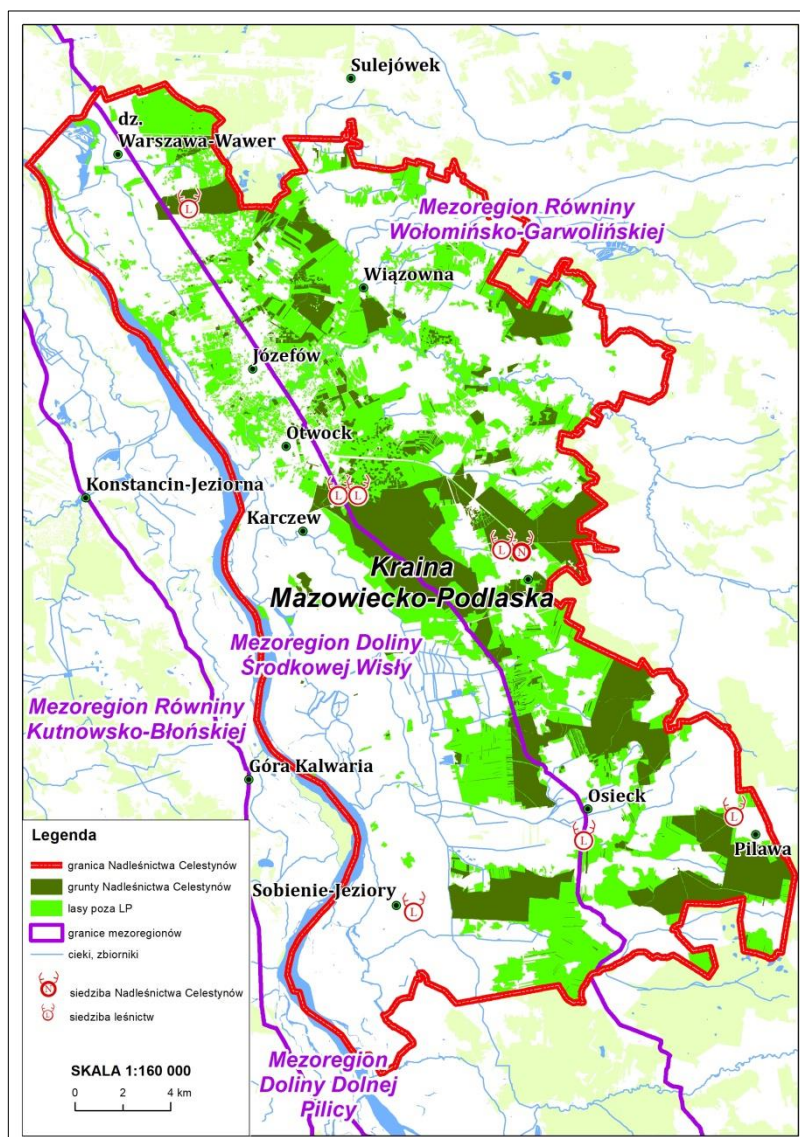 Sulejówek
dz.
Warszawa-Wawer
L
Mezoregion Równiny
Wołomińsko-Garwolińskiej
Wiązowna
Józefów
Otwock
Konstancin-Jeziorna
L L
Karczew
L N
Kraina
Mazowiecko-Podlaska
Mezoregion Doliny
Środkowej Wisły
Mezoregion Równiny
Kutnowsko-Błońskiej
Góra Kalwaria
Osieck
L
Pilawa
L
Sobienie-Jeziory
L
Legenda
granica Nadleśnictwa Celestynów
grunty Nadleśnictwa Celestynów
lasy poza LP
granice mezoregionów
cieki, zbiorniki
N siedziba Nadleśnictwa Celestynów
L siedziba leśnictw
SKALA 1:160 000
0 2 4 km
Mezoregion
Doliny Dolnej
Pilicy